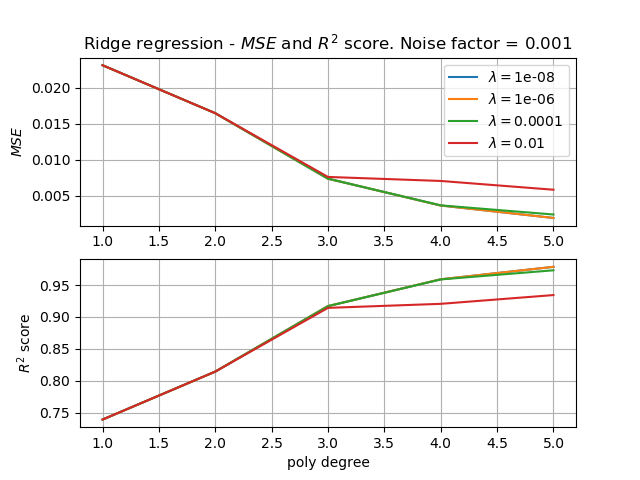 Ridge regression - MSE and R² score. Noise factor = 0.001
λ = 1e-08
λ = 1e-06
λ = 0.0001
λ = 0.01
MSE
0.020
0.015
0.010
0.005
1.0 1.5 2.0 2.5 3.0 3.5 4.0 4.5 5.0
R² score
0.95
0.90
0.85
0.80
0.75
1.0 1.5 2.0 2.5 3.0 3.5 4.0 4.5 5.0
poly degree